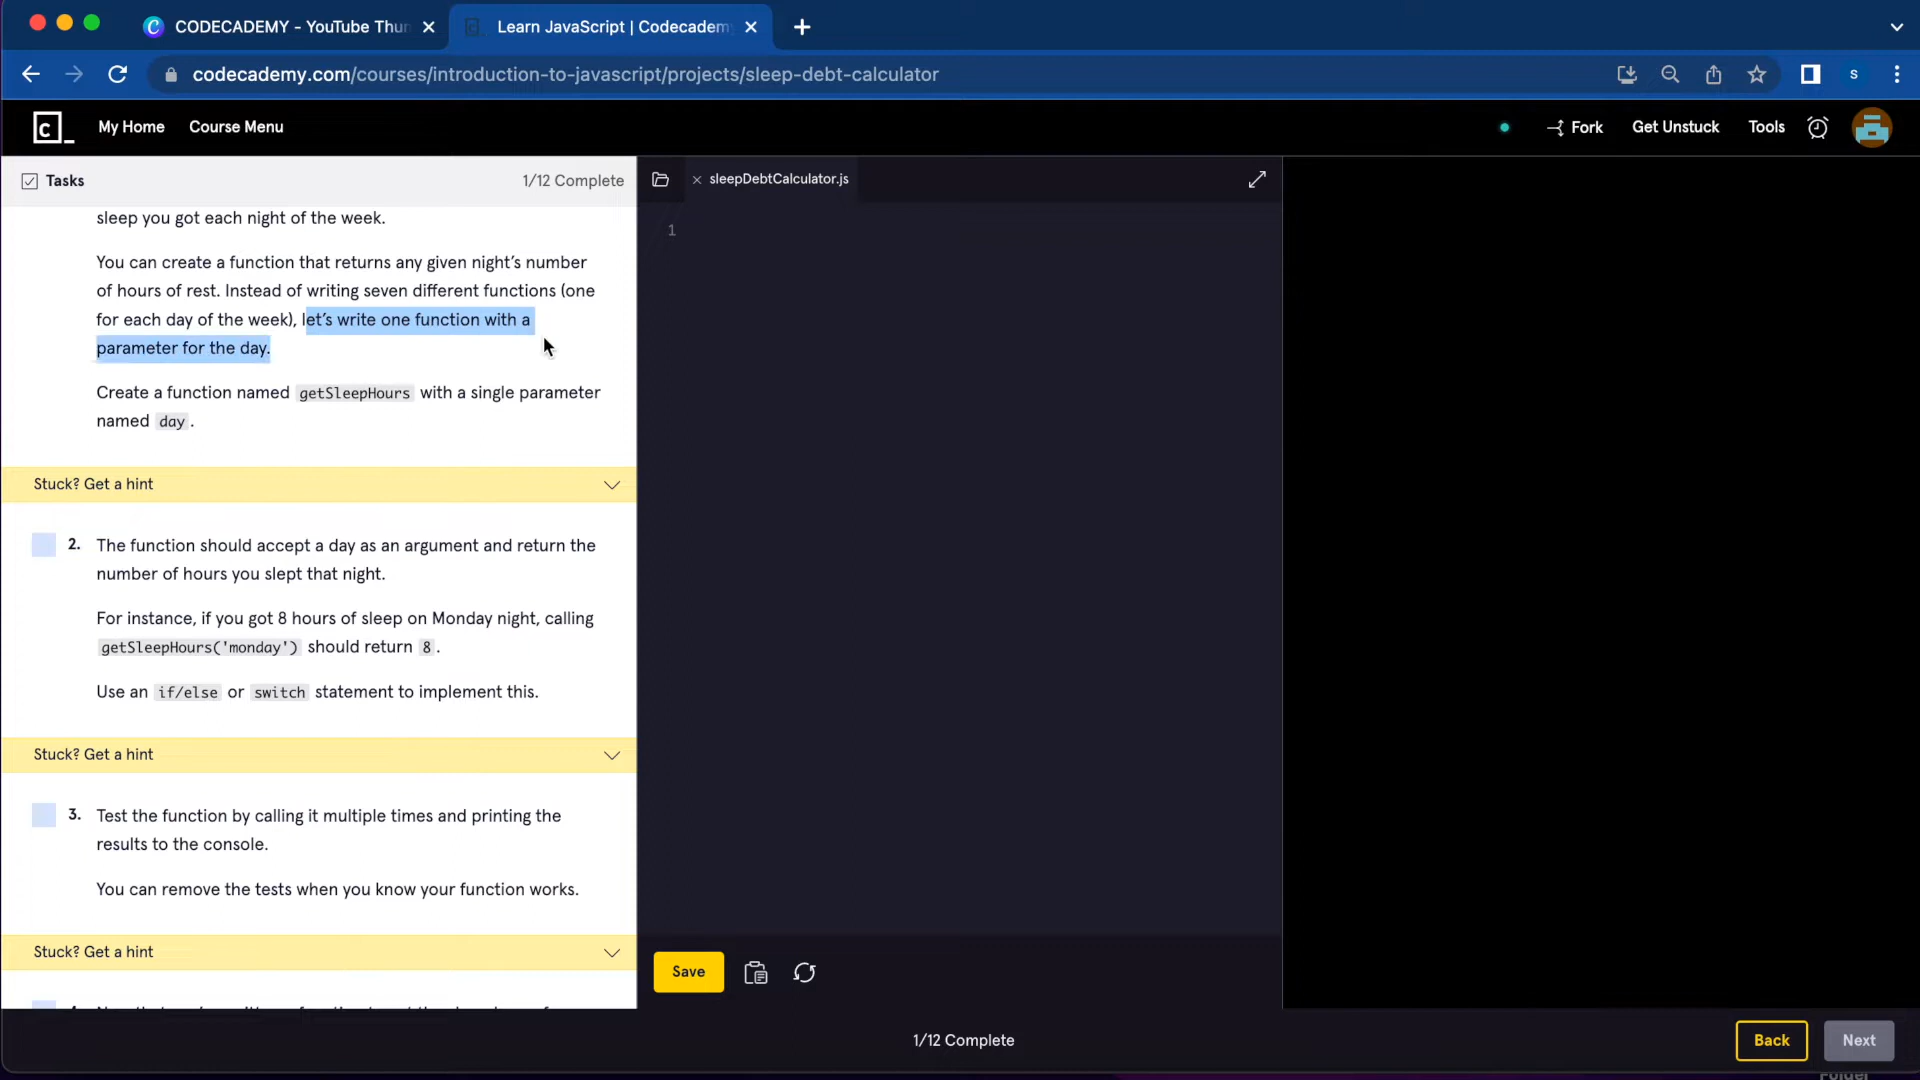 CODECADEMY - YouTube Thun
Learn JavaScript | Codecadem
codecademy.com/courses/introduction-to-javascript/projects/sleep-debt-calculator
s
c_
My Home
Course Menu
Fork
Get Unstuck
Tools
Tasks
1/12 Complete
sleepDebtCalculator.js
1
sleep you got each night of the week.
You can create a function that returns any given night's number
of hours of rest. Instead of writing seven different functions (one
for each day of the week), let's write one function with a
parameter for the day.
Create a function named getSleepHours with a single parameter
named day.
Stuck? Get a hint
2. The function should accept a day as an argument and return the
number of hours you slept that night.
For instance, if you got 8 hours of sleep on Monday night, calling
getSleepHours('monday') should return 8.
Use an if/else or switch statement to implement this.
Stuck? Get a hint
3. Test the function by calling it multiple times and printing the
results to the console.
You can remove the tests when you know your function works.
Stuck? Get a hint
Save
1/12 Complete
Back
Next